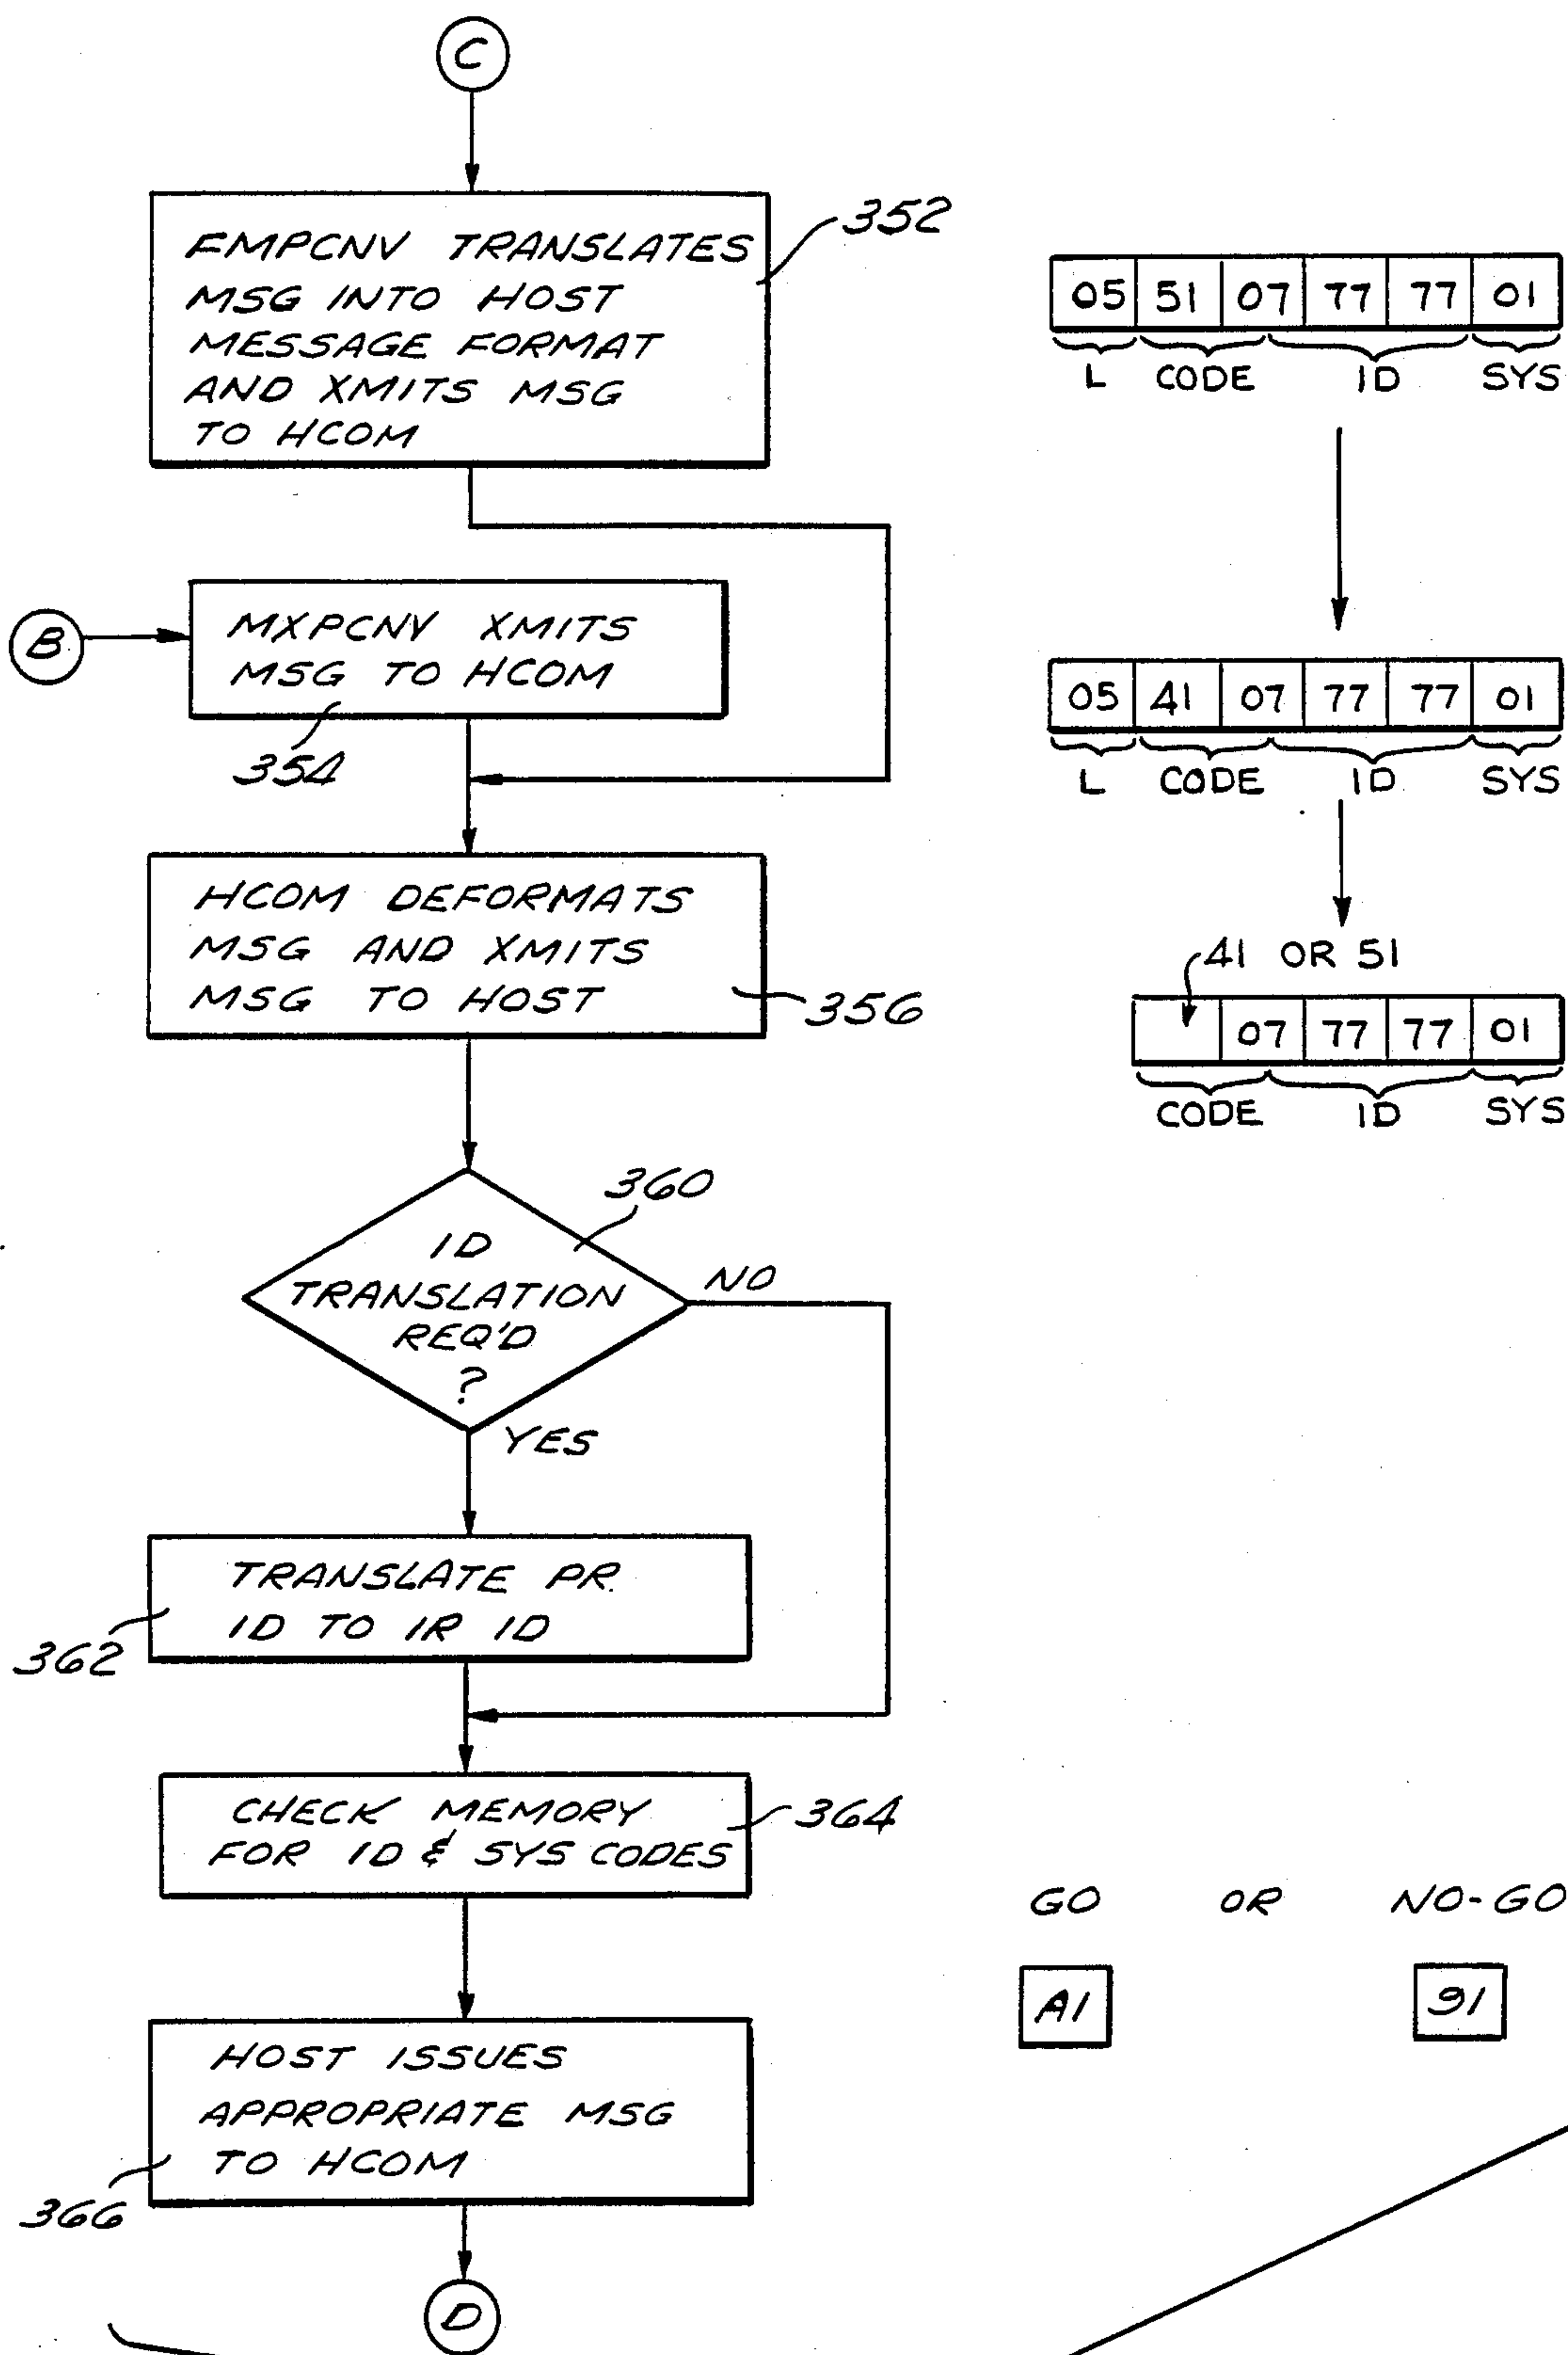 C
FMPCNV TRANSLATES
MSG INTO HOST
MESSAGE FORMAT
AND XMITS MSG
TO HCOM
352
05 51 07 77 77 01
L CODE ID SYS
B
MXPCNV XMITS
MSG TO HCOM
354
05 41 07 77 77 01
L CODE ID SYS
HCOM DEFORMATS
MSG AND XMITS
MSG TO HOST
356
41 OR 51
07 77 77 01
CODE ID SYS
360
ID
TRANSLATION
REQ'D
?
NO
YES
TRANSLATE PR.
ID TO IR ID
362
CHECK MEMORY
FOR ID & SYS CODES
364
GO OR NO-GO
A1 91
HOST ISSUES
APPROPRIATE MSG
TO HCOM
366
D